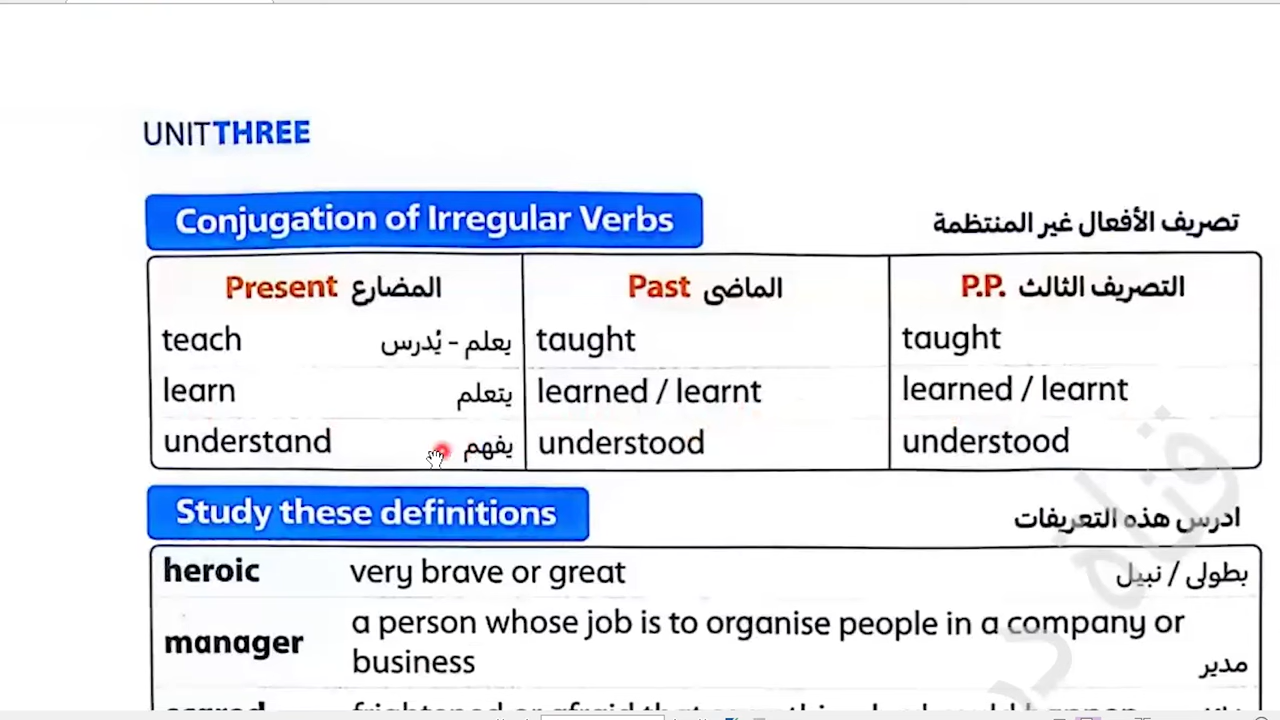 UNIT THREE
Conjugation of Irregular Verbs تصريف الأفعال غير المنتظمة
Present المضارع Past الماضى P.P. التصريف الثالث
teach يعلم - يُدرس taught taught
learn يتعلم learned / learnt learned / learnt
understand يفهم understood understood
Study these definitions ادرس هذه التعريفات
heroic very brave or great بطولى / نبيل
manager a person whose job is to organise people in a company or
business مدير
قناة